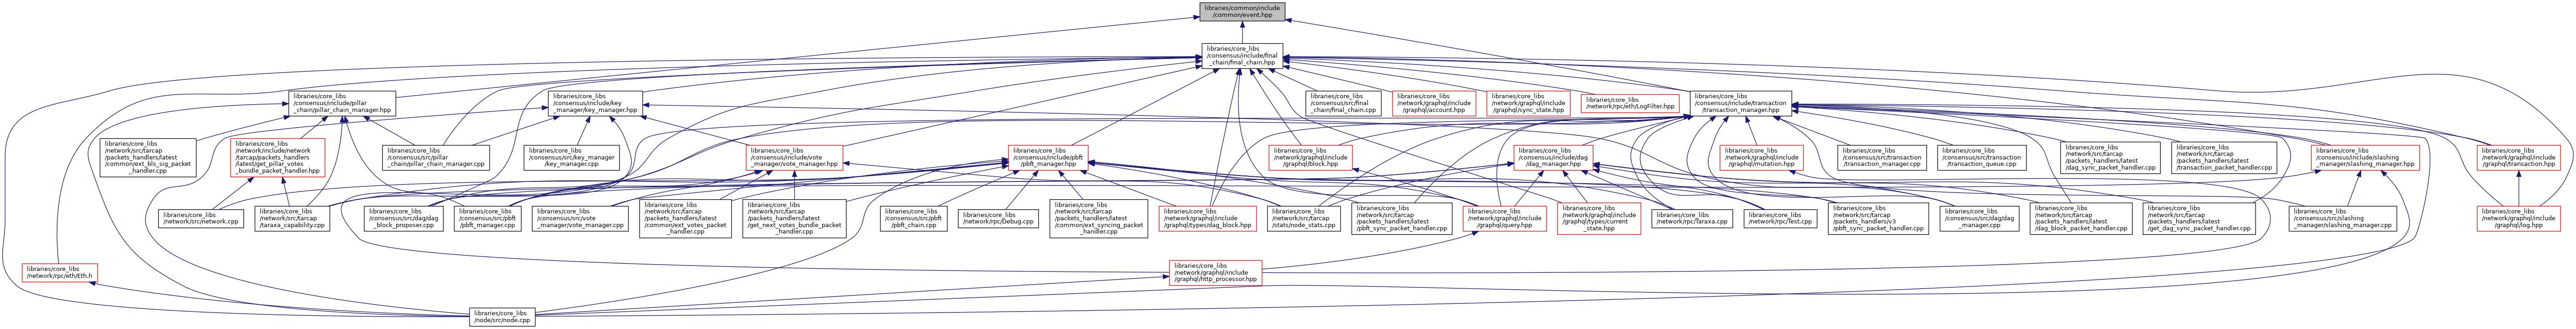 libraries/common/include
/common/event.hpp
libraries/core_libs
/consensus/include/final
_chain/final_chain.hpp
libraries/core_libs
/consensus/include/pillar
_chain/pillar_chain_manager.hpp
libraries/core_libs
/consensus/include/key
_manager/key_manager.hpp
libraries/core_libs
/consensus/src/final
_chain/final_chain.cpp
libraries/core_libs
/network/graphql/include
/graphql/account.hpp
libraries/core_libs
/network/graphql/include
/graphql/sync_state.hpp
libraries/core_libs
/network/rpc/eth/LogFilter.hpp
libraries/core_libs
/consensus/include/transaction
_manager/transaction_manager.hpp
libraries/core_libs
/network/src/tarcap
/packets_handlers/latest
/common/ext_bls_sig_packet
_handler.cpp
libraries/core_libs
/network/include/network
/tarcap/packets_handlers
/latest/get_pillar_votes
_bundle_packet_handler.hpp
libraries/core_libs
/consensus/src/pillar
_chain/pillar_chain_manager.cpp
libraries/core_libs
/consensus/src/key_manager
/key_manager.cpp
libraries/core_libs
/consensus/include/vote
_manager/vote_manager.hpp
libraries/core_libs
/consensus/include/pbft
/pbft_manager.hpp
libraries/core_libs
/network/graphql/include
/graphql/block.hpp
libraries/core_libs
/consensus/include/dag
/dag_manager.hpp
libraries/core_libs
/network/graphql/include
/graphql/mutation.hpp
libraries/core_libs
/consensus/src/transaction
/transaction_manager.cpp
libraries/core_libs
/consensus/src/transaction
/transaction_queue.cpp
libraries/core_libs
/network/src/tarcap
/packets_handlers/latest
/dag_sync_packet_handler.cpp
libraries/core_libs
/network/src/tarcap
/packets_handlers/latest
/transaction_packet_handler.cpp
libraries/core_libs
/consensus/include/slashing
_manager/slashing_manager.hpp
libraries/core_libs
/network/graphql/include
/graphql/transaction.hpp
libraries/core_libs
/network/src/network.cpp
libraries/core_libs
/network/src/tarcap
/taraxa_capability.cpp
libraries/core_libs
/consensus/src/dag/dag
_block_proposer.cpp
libraries/core_libs
/consensus/src/pbft
/pbft_manager.cpp
libraries/core_libs
/consensus/src/vote
_manager/vote_manager.cpp
libraries/core_libs
/network/src/tarcap
/packets_handlers/latest
/common/ext_votes_packet
_handler.cpp
libraries/core_libs
/network/src/tarcap
/packets_handlers/latest
/get_next_votes_bundle_packet
_handler.cpp
libraries/core_libs
/consensus/src/pbft
/pbft_chain.cpp
libraries/core_libs
/network/rpc/Debug.cpp
libraries/core_libs
/network/src/tarcap
/packets_handlers/latest
/common/ext_syncing_packet
_handler.cpp
libraries/core_libs
/network/graphql/include
/graphql/types/dag_block.hpp
libraries/core_libs
/network/src/tarcap
/stats/node_stats.cpp
libraries/core_libs
/network/src/tarcap
/packets_handlers/latest
/pbft_sync_packet_handler.cpp
libraries/core_libs
/network/graphql/include
/graphql/query.hpp
libraries/core_libs
/network/graphql/include
/graphql/types/current
_state.hpp
libraries/core_libs
/network/rpc/Taraxa.cpp
libraries/core_libs
/network/rpc/Test.cpp
libraries/core_libs
/network/src/tarcap
/packets_handlers/v3
/pbft_sync_packet_handler.cpp
libraries/core_libs
/consensus/src/dag/dag
_manager.cpp
libraries/core_libs
/network/src/tarcap
/packets_handlers/latest
/dag_block_packet_handler.cpp
libraries/core_libs
/network/src/tarcap
/packets_handlers/latest
/get_dag_sync_packet_handler.cpp
libraries/core_libs
/consensus/src/slashing
_manager/slashing_manager.cpp
libraries/core_libs
/network/graphql/include
/graphql/log.hpp
libraries/core_libs
/network/rpc/eth/Eth.h
libraries/core_libs
/network/graphql/include
/graphql/http_processor.hpp
libraries/core_libs
/node/src/node.cpp